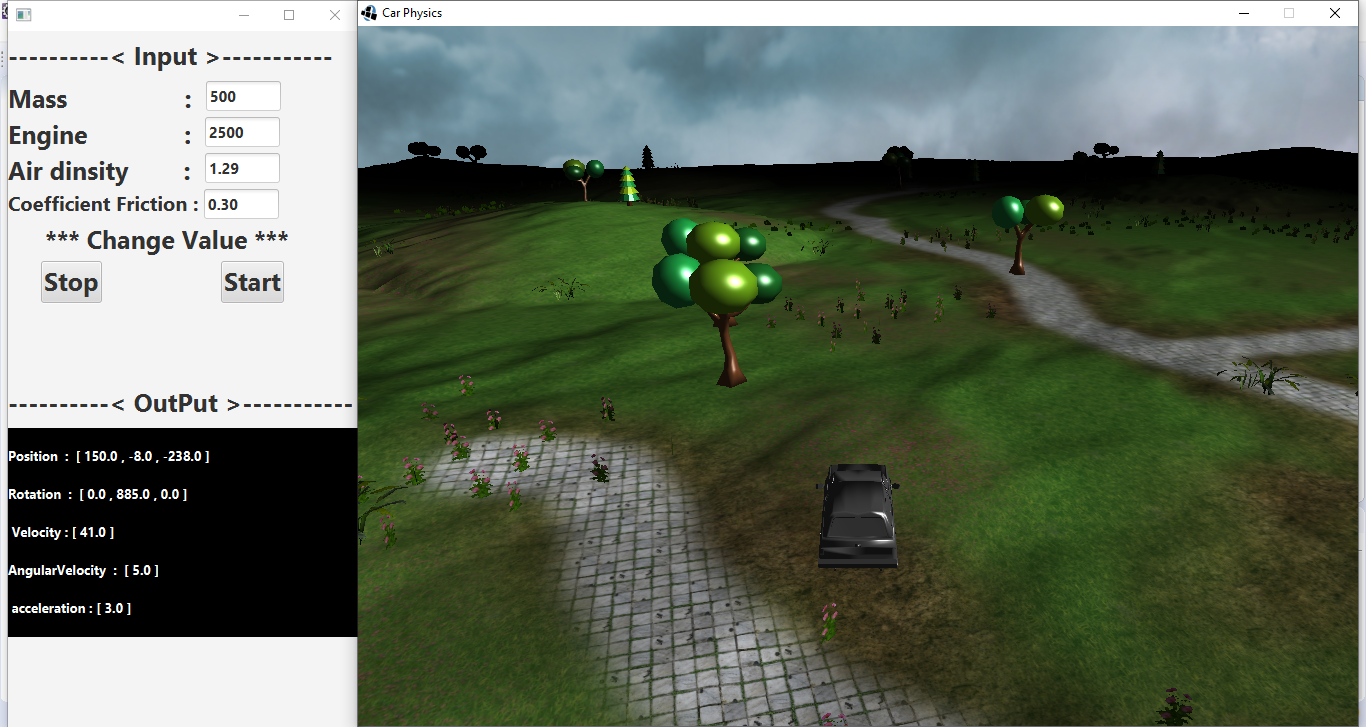 Car Physics
----------< Input >-----------
Mass : 500
Engine : 2500
Air dinsity : 1.29
Coefficient Friction : 0.30
*** Change Value ***
Stop Start
----------< OutPut >-----------
Position : [ 150.0 , -8.0 , -238.0 ]
Rotation : [ 0.0 , 885.0 , 0.0 ]
Velocity : [ 41.0 ]
AngularVelocity : [ 5.0 ]
acceleration : [ 3.0 ]